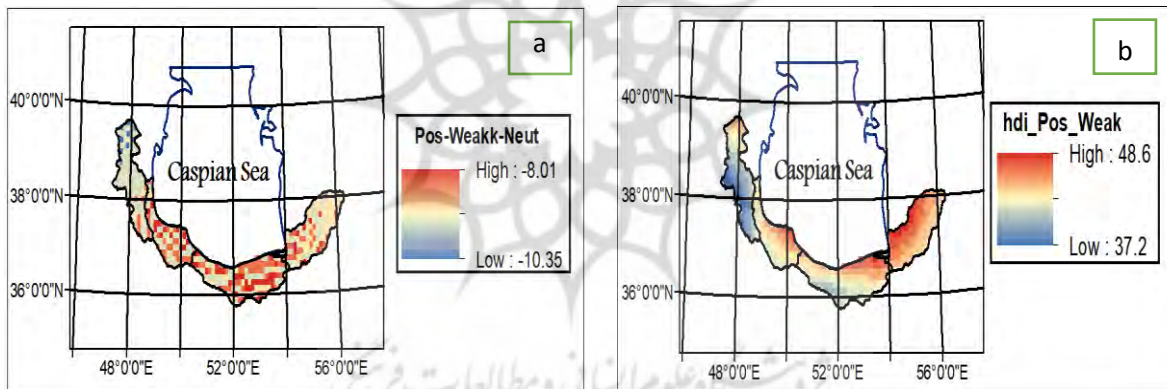 a
40°0'0"N
38°0'0"N
36°0'0"N
48°0'0"E
52°0'0"E
56°0'0"E
Caspian Sea
Pos-Weakk-Neut
High : -8.01
Low : -10.35
b
40°0'0"N
38°0'0"N
36°0'0"N
48°0'0"E
52°0'0"E
56°0'0"E
Caspian Sea
hdi_Pos_Weak
High : 48.6
Low : 37.2